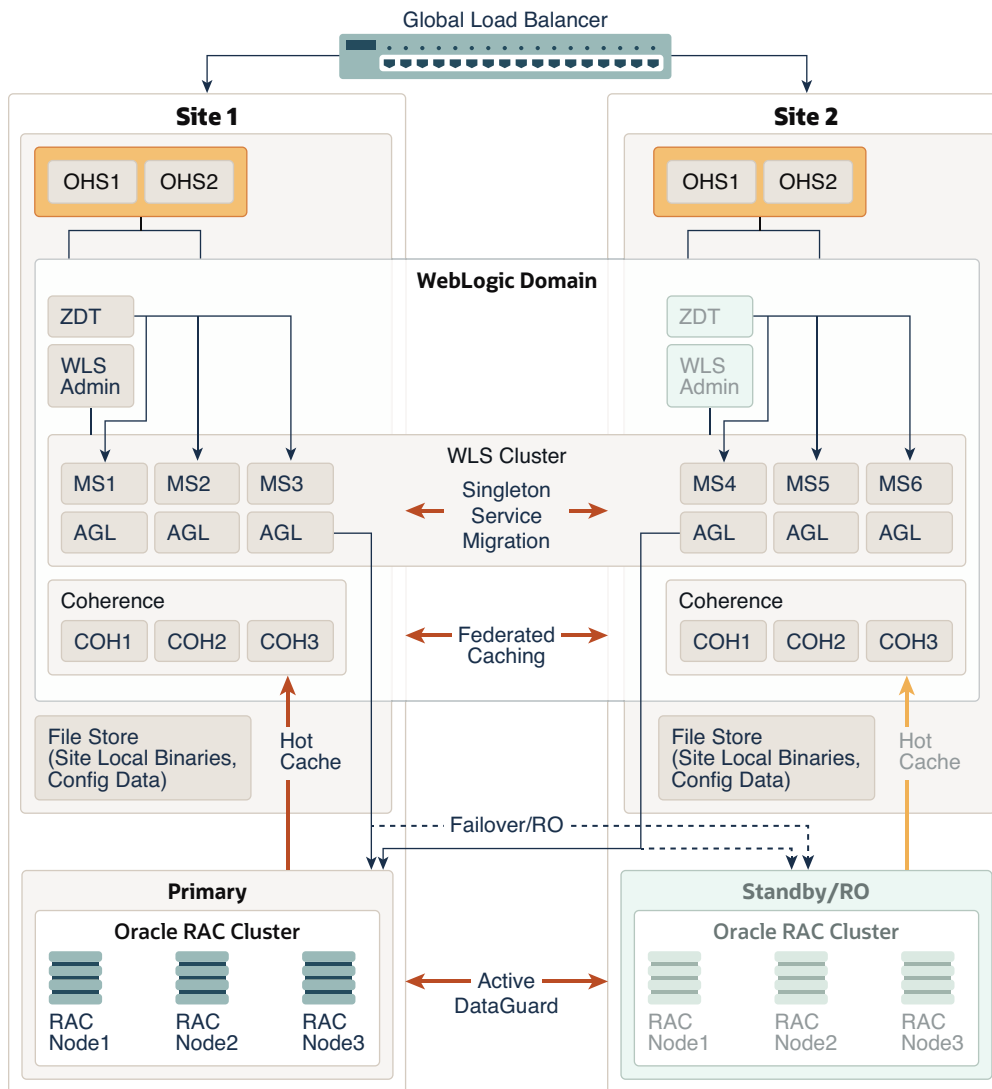 Global Load Balancer
Site 1
Site 2
OHS1
OHS2
OHS1
OHS2
WebLogic Domain
ZDT
WLS
Admin
ZDT
WLS
Admin
WLS Cluster
MS1
MS2
MS3
Singleton
Service
Migration
MS4
MS5
MS6
AGL
AGL
AGL
AGL
AGL
AGL
Coherence
COH1
COH2
COH3
Federated
Caching
Coherence
COH1
COH2
COH3
File Store
(Site Local Binaries,
Config Data)
Hot
Cache
File Store
(Site Local Binaries,
Config Data)
Hot
Cache
Failover/RO
Primary
Oracle RAC Cluster
RAC
Node1
RAC
Node2
RAC
Node3
Active
DataGuard
Standby/RO
Oracle RAC Cluster
RAC
Node1
RAC
Node2
RAC
Node3